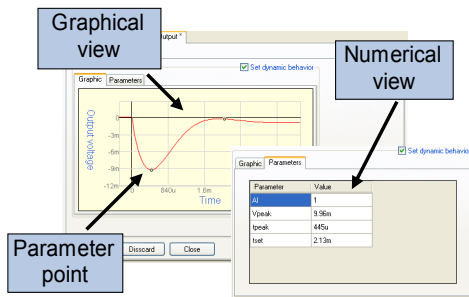 Graphical
view
Output *
Set dynamic behavior
Graphic
Parameters
Numerical
view
Output voltage
-3m
-6m
-9m
-12m
0
840u
1.6m
Time
Set dynamic behavio
Graphic
Parameters
Parameter Value
AI 1
Vpeak 9.96m
tpeak 445u
tset 2.13m
Parameter
point
Disscard
Close